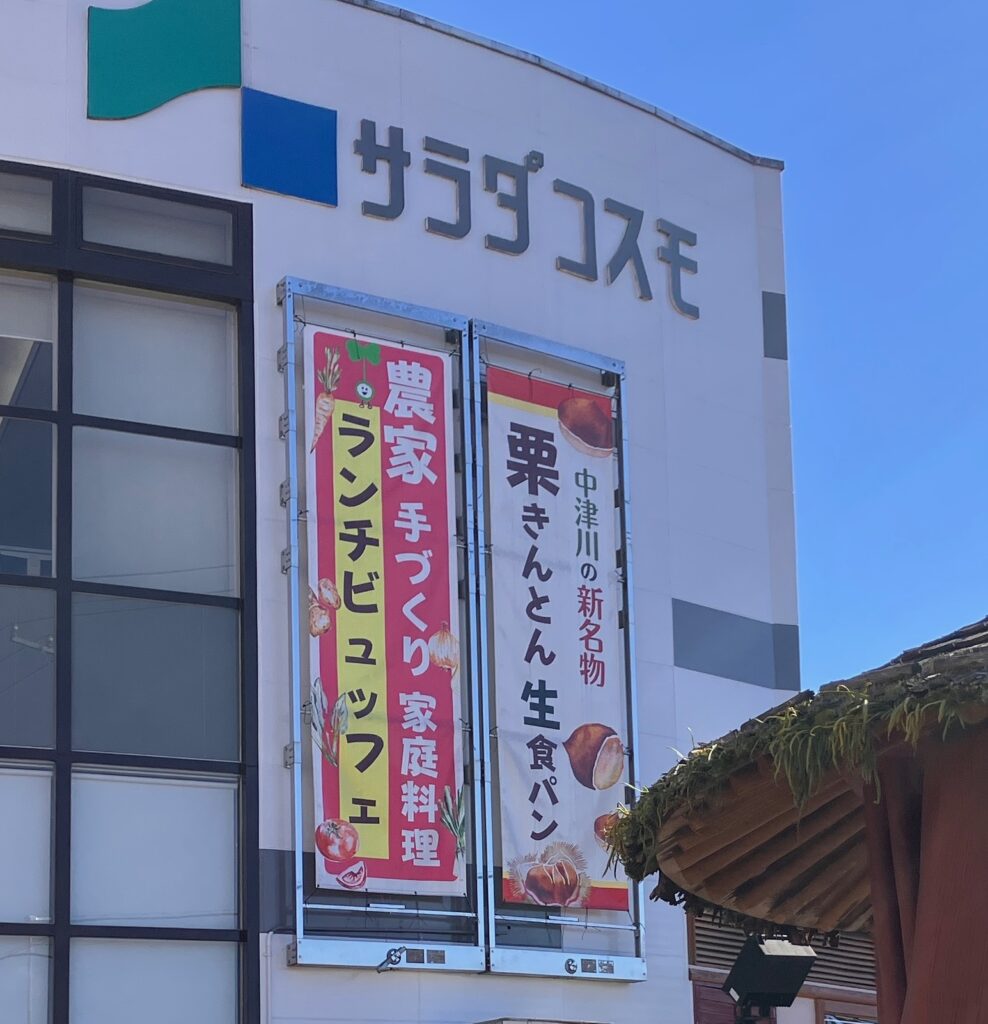 サラダコスモ
農家 手づくり 家庭料理
ランチビュッフェ
中津川の新名物
栗きんとん生食パン